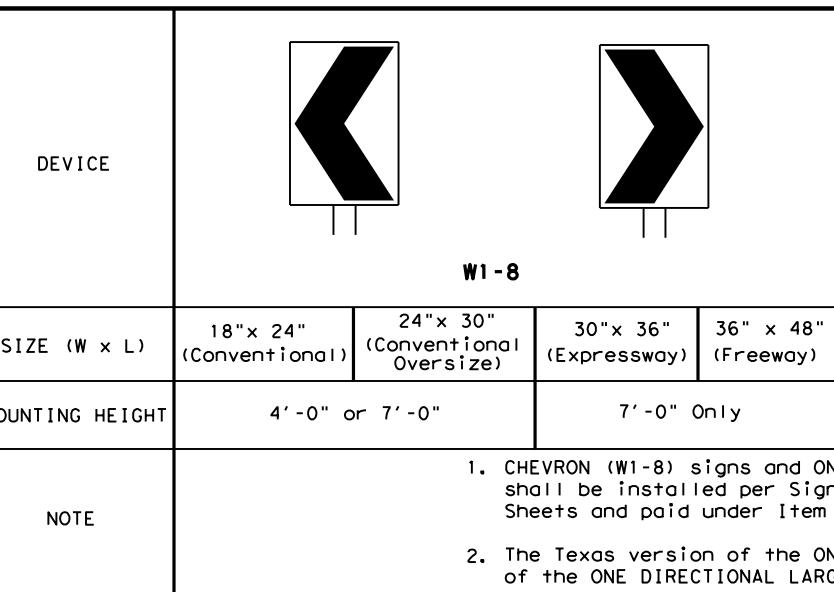 DEVICE
W1-8
SIZE (W x L)
18"x 24"
(Conventional)
24"x 30"
(Conventional
Oversize)
30"x 36"
(Expressway)
36" x 48"
(Freeway)
HEIGHT
4'-0" or 7'-0"
7'-0" Only
NOTE
1. CHEVRON (W1-8) signs and
shall be installed per
Sheets and paid under Item
2. The Texas version of the
of the ONE DIRECTIONAL